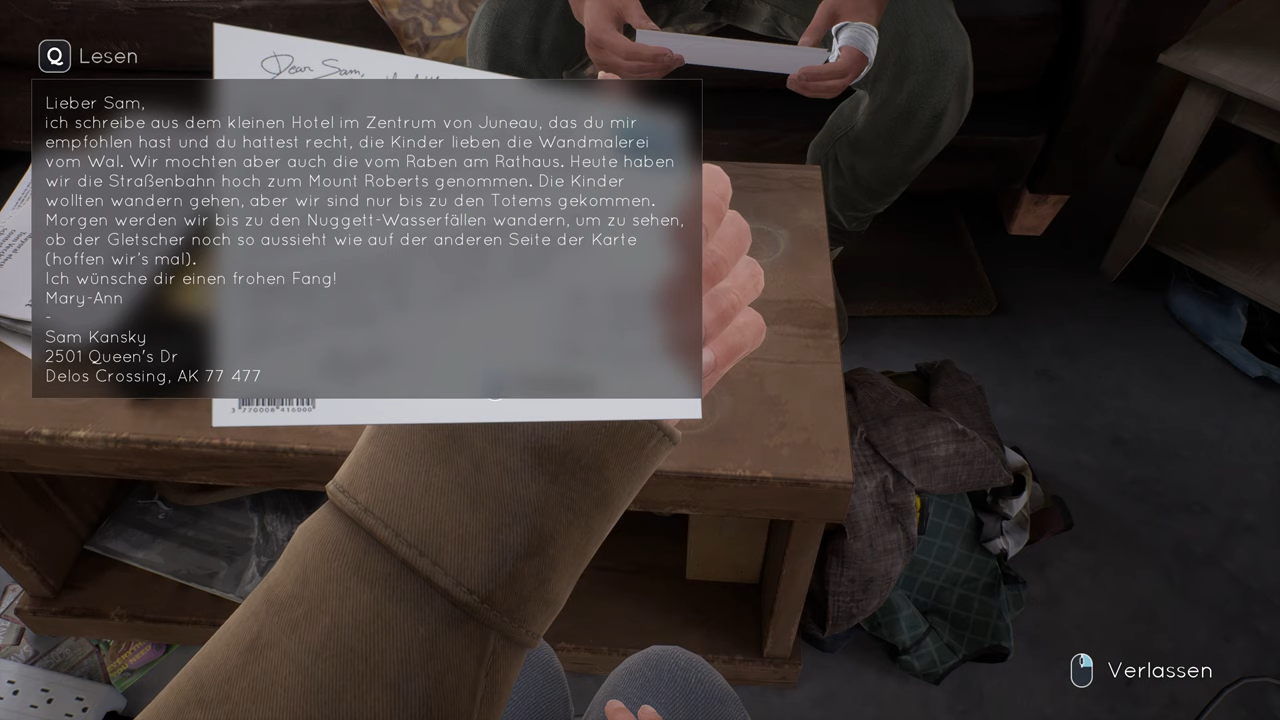 Q Lesen
Dear Sam,
Lieber Sam,
ich schreibe aus dem kleinen Hotel im Zentrum von Juneau, das du mir
empfohlen hast und du hattest recht, die Kinder lieben die Wandmalerei
vom Wal. Wir mochten aber auch die vom Raben am Rathaus. Heute haben
wir die Straßenbahn hoch zum Mount Roberts genommen. Die Kinder
wollten wandern gehen, aber wir sind nur bis zu den Totems gekommen.
Morgen werden wir bis zu den Nuggett-Wasserfällen wandern, um zu sehen,
ob der Gletscher noch so aussieht wie auf der anderen Seite der Karte
(hoffen wir's mal).
Ich wünsche dir einen frohen Fang!
Mary-Ann
-
Sam Kansky
2501 Queen's Dr
Delos Crossing, AK 77 477
3 770006 416000
Verlassen